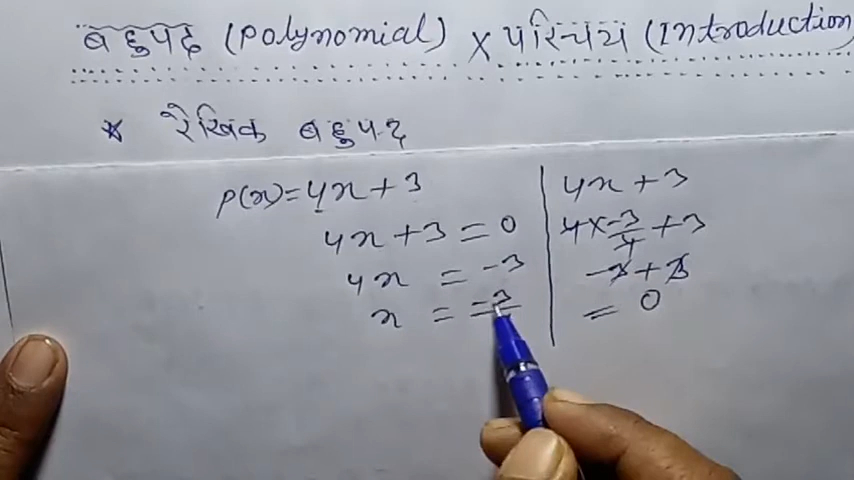 बहुपद (Polynomial) × परिचय (Introduction)
* रेखिक बहुपद
P(x) = 4x + 3
4x + 3 = 0
4x = -3
x = -3
4x + 3
4 × -3/4 + 3
-3 + 3
= 0